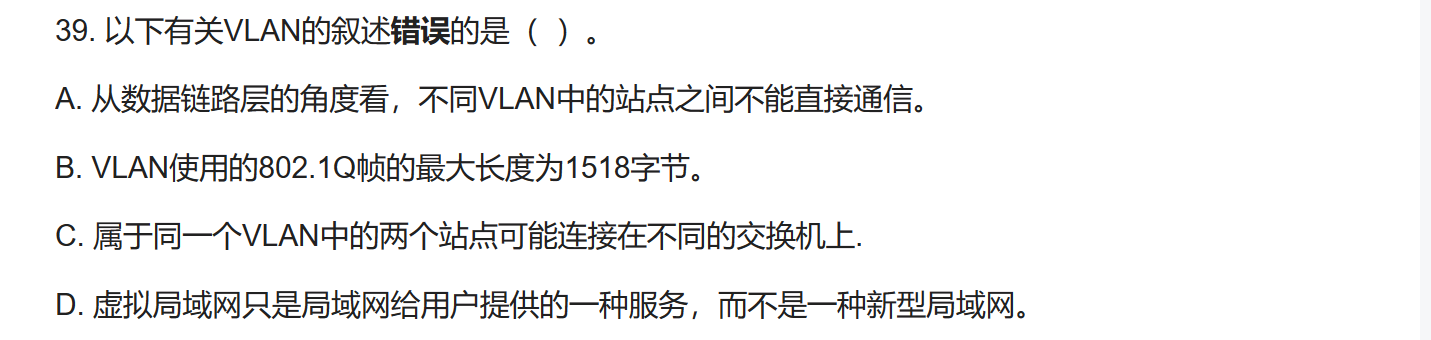 39. 以下有关VLAN的叙述错误的是（  ）。
A. 从数据链路层的角度看，不同VLAN中的站点之间不能直接通信。
B. VLAN使用的802.1Q帧的最大长度为1518字节。
C. 属于同一个VLAN中的两个站点可能连接在不同的交换机上.
D. 虚拟局域网只是局域网给用户提供的一种服务，而不是一种新型局域网。